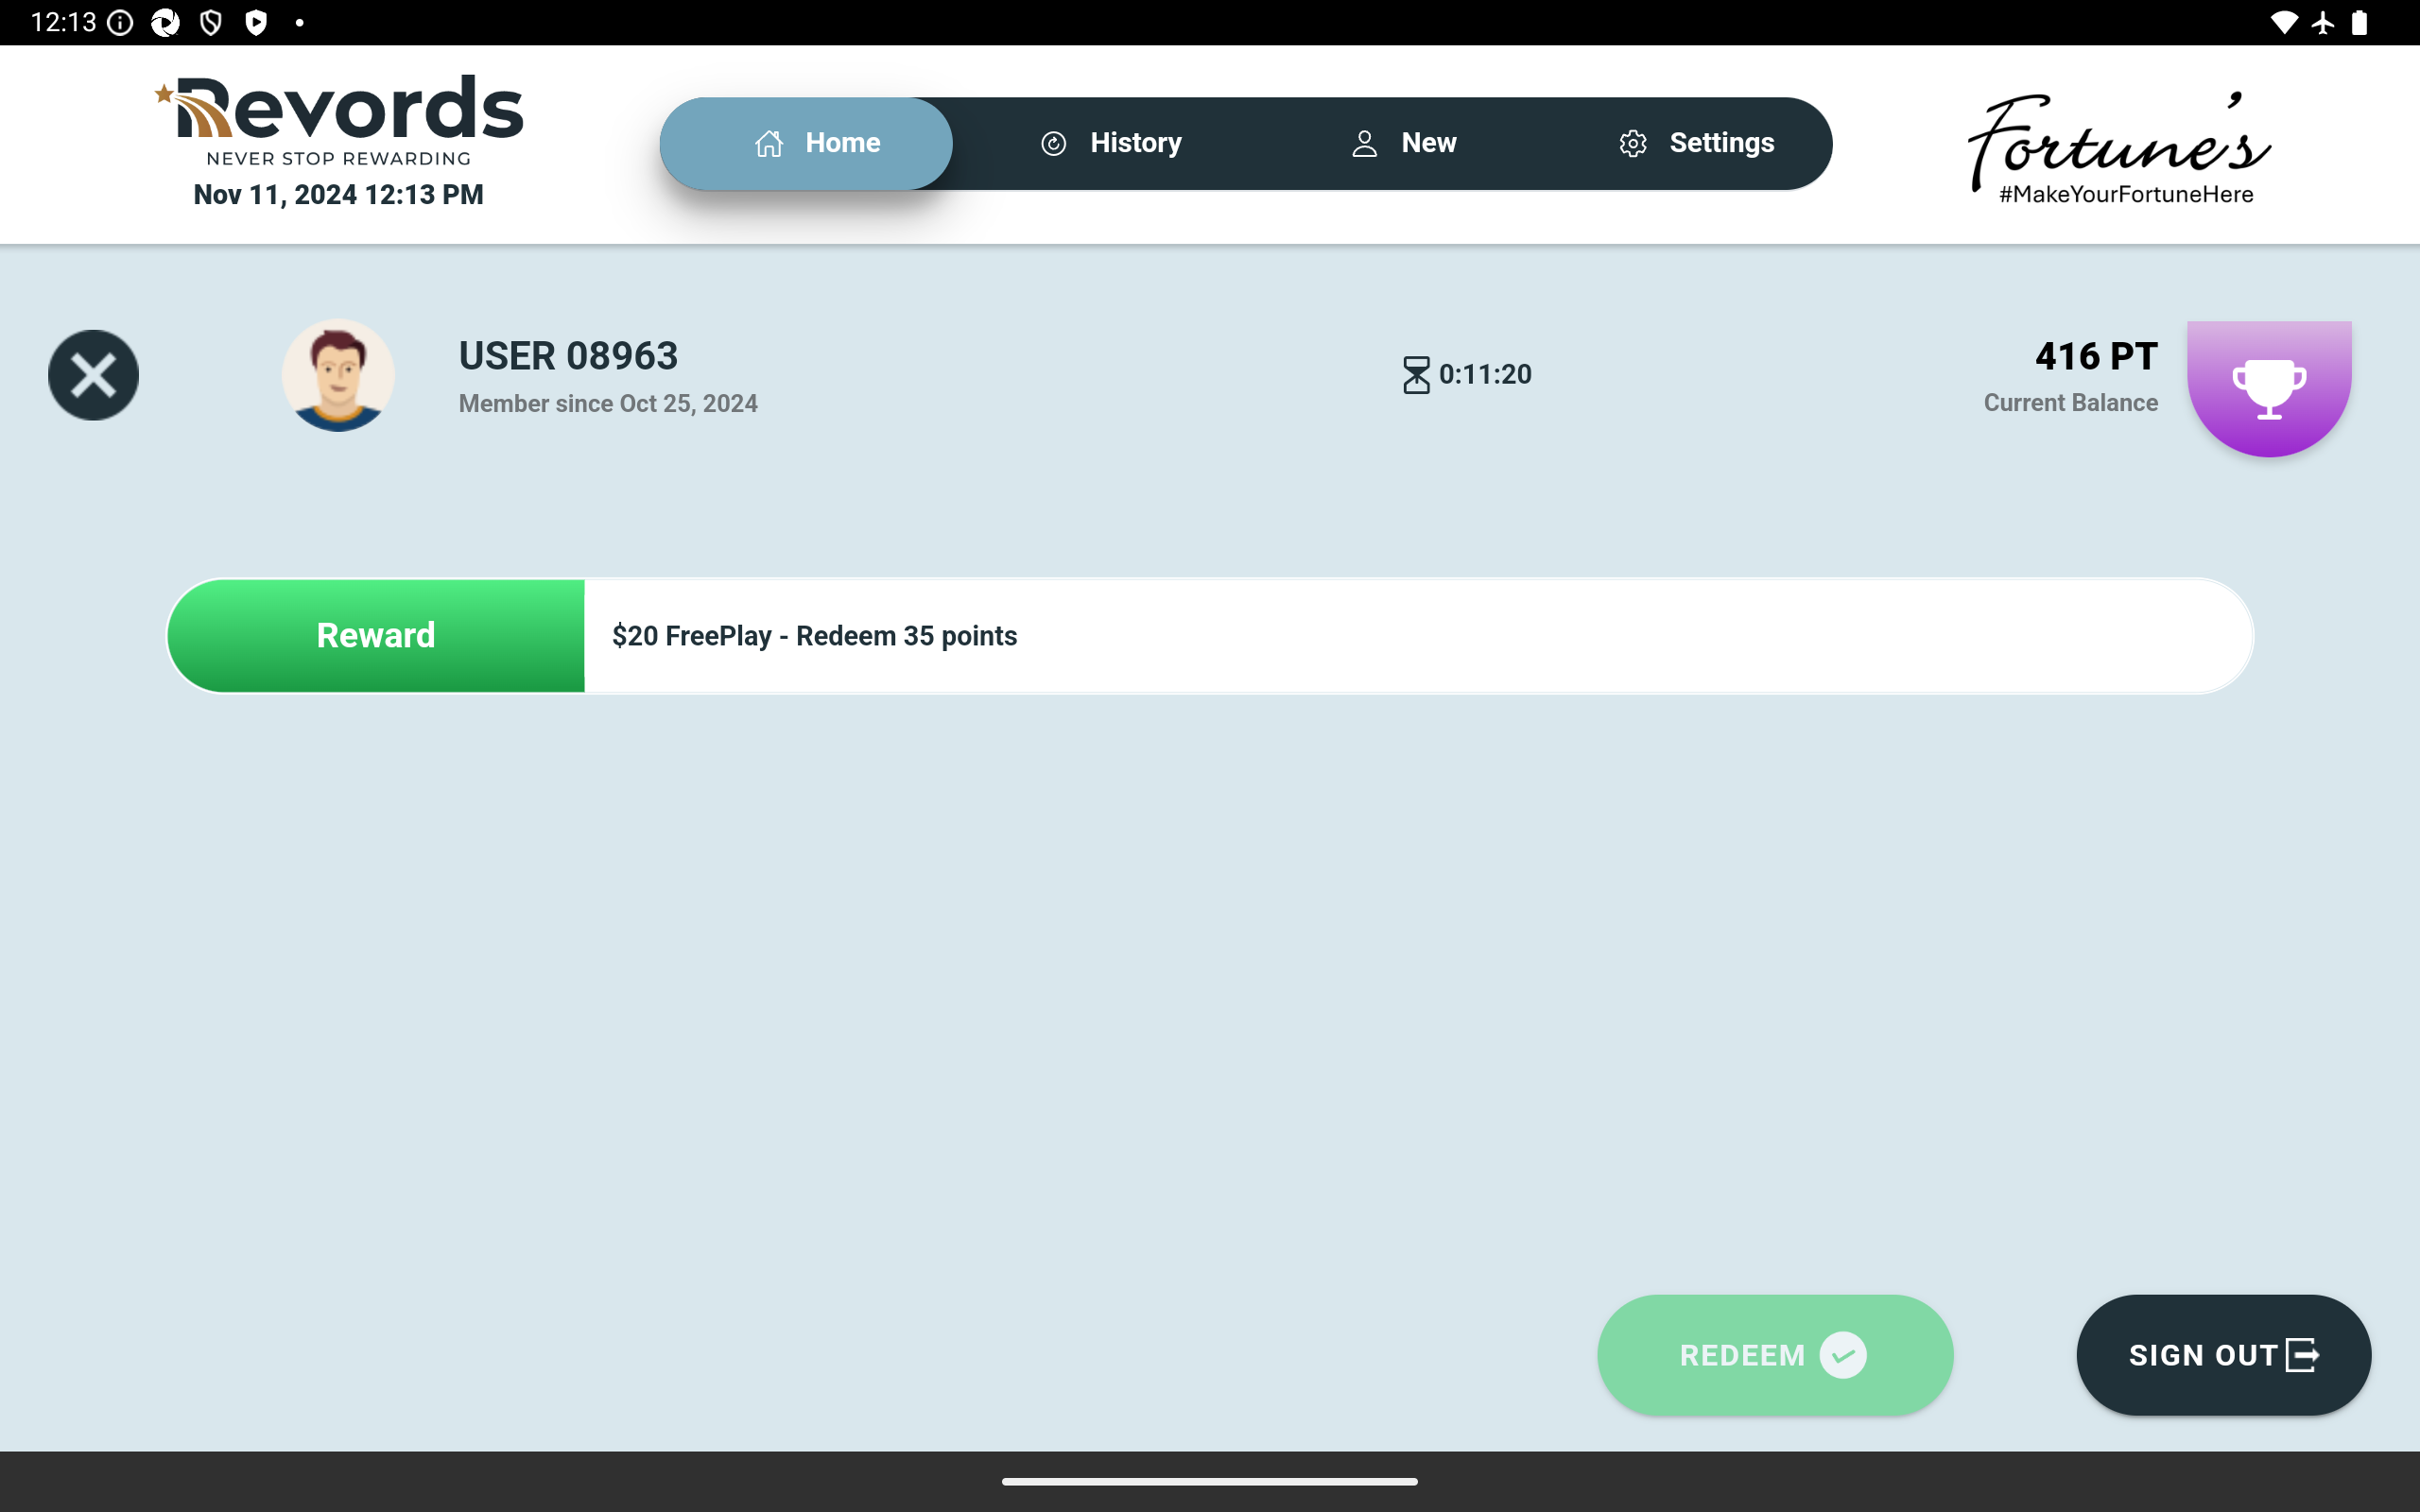 12:13
Revords
NEVER STOP REWARDING
Nov 11, 2024 12:13 PM
Home
History
New
Settings
Fortune's
#MakeYourFortuneHere
USER 08963
Member since Oct 25, 2024
0:11:20
416 PT
Current Balance
Reward
$20 FreePlay - Redeem 35 points
REDEEM
SIGN OUT